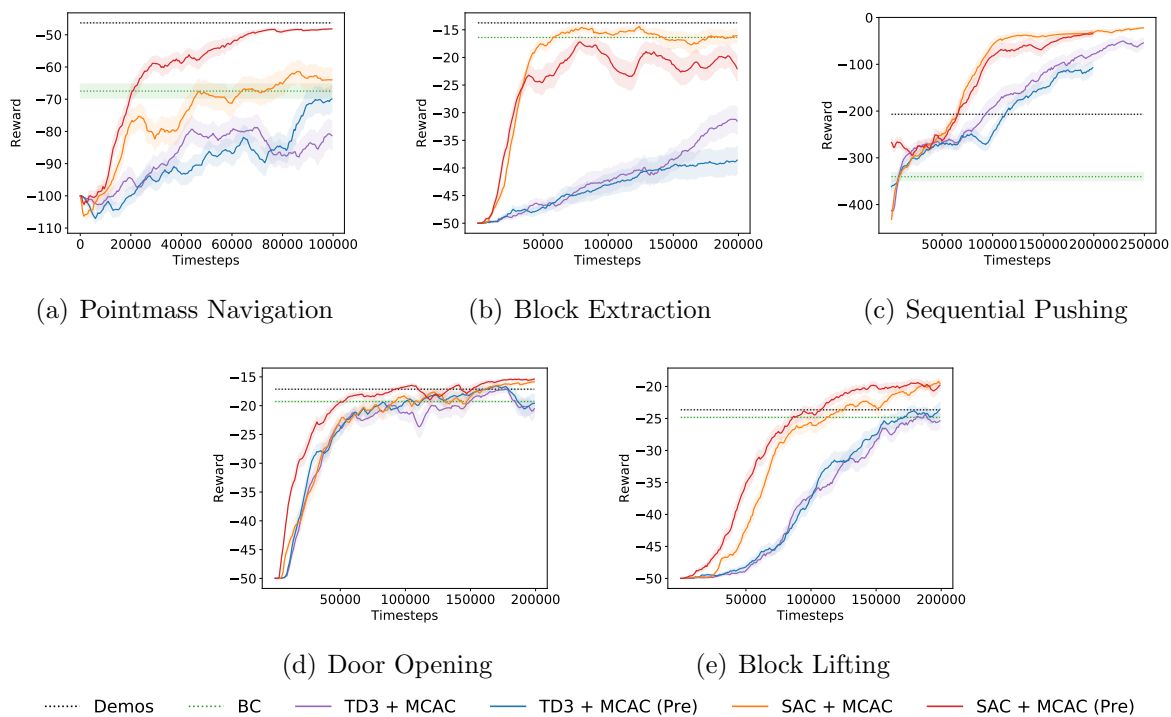 −50
−60
−70
−80
−90
−100
−110
Reward
0 20000 40000 60000 80000 100000
Timesteps
(a) Pointmass Navigation
−15
−20
−25
−30
−35
−40
−45
−50
Reward
50000 100000 150000 200000
Timesteps
(b) Block Extraction
0
−100
−200
−300
−400
Reward
50000 100000 150000 200000 250000
Timesteps
(c) Sequential Pushing
−15
−20
−25
−30
−35
−40
−45
−50
Reward
50000 100000 150000 200000
Timesteps
(d) Door Opening
−20
−25
−30
−35
−40
−45
−50
Reward
50000 100000 150000 200000
Timesteps
(e) Block Lifting
Demos BC TD3 + MCAC TD3 + MCAC (Pre) SAC + MCAC SAC + MCAC (Pre)